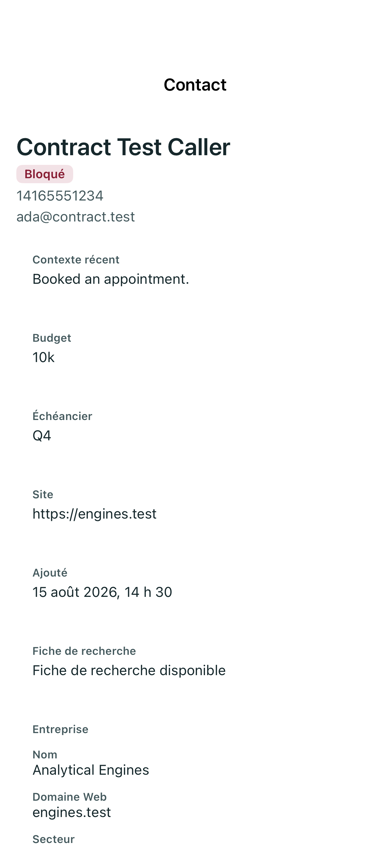 Contact
Contract Test Caller
Bloqué
14165551234
ada@contract.test
Contexte récent
Booked an appointment.
Budget
10k
Échéancier
Q4
Site
https://engines.test
Ajouté
15 août 2026, 14 h 30
Fiche de recherche
Fiche de recherche disponible
Entreprise
Nom
Analytical Engines
Domaine Web
engines.test
Secteur